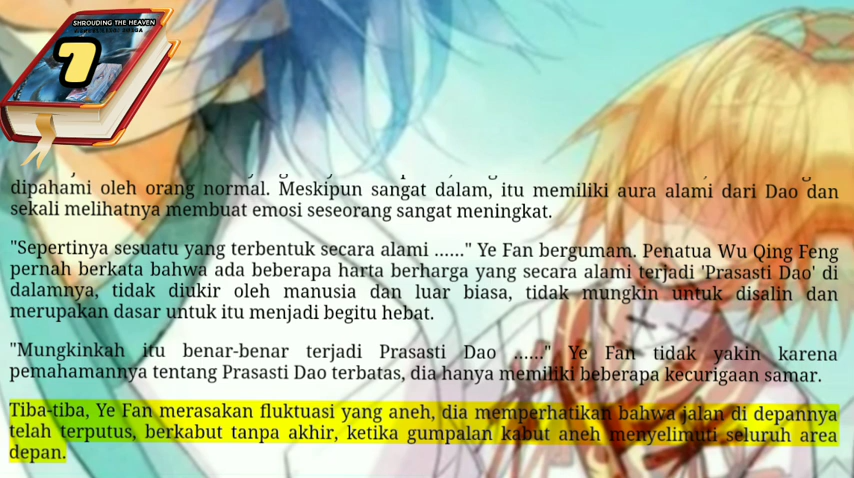 SHROUDING THE HEAVEN
7
dipahami oleh orang normal. Meskipun sangat dalam, itu memiliki aura alami dari Dao dan
sekali melihatnya membuat emosi seseorang sangat meningkat.
"Sepertinya sesuatu yang terbentuk secara alami ……" Ye Fan bergumam. Penatua Wu Qing Feng
pernah berkata bahwa ada beberapa harta berharga yang secara alami terjadi 'Prasasti Dao' di
dalamnya, tidak diukir oleh manusia dan luar biasa, tidak mungkin untuk disalin dan
merupakan dasar untuk itu menjadi begitu hebat.
"Mungkinkah itu benar-benar terjadi Prasasti Dao ……" Ye Fan tidak yakin karena
pemahamannya tentang Prasasti Dao terbatas, dia hanya memiliki beberapa kecurigaan samar.
Tiba-tiba, Ye Fan merasakan fluktuasi yang aneh, dia memperhatikan bahwa jalan di depannya
telah terputus, berkabut tanpa akhir, ketika gumpalan kabut aneh menyelimuti seluruh area
depan.